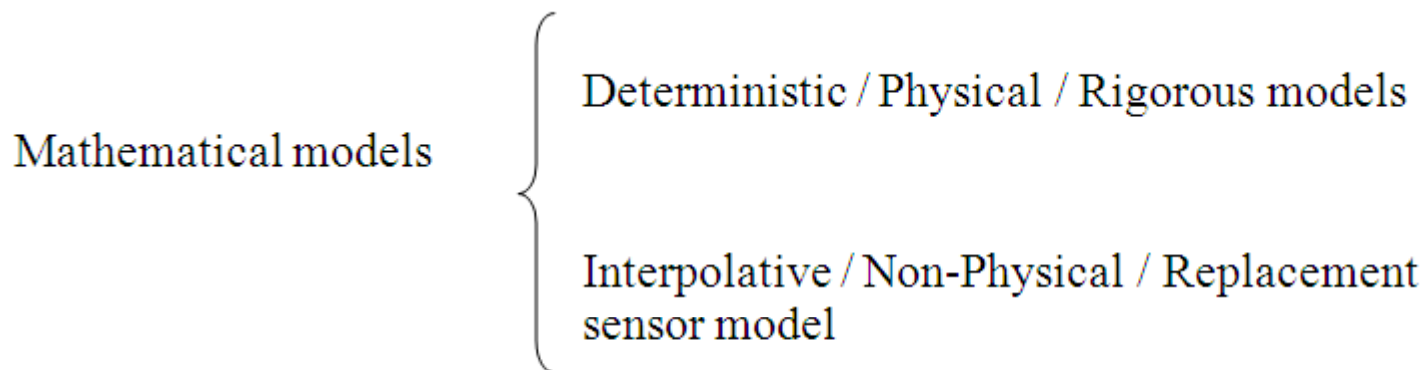 Mathematical models
Deterministic / Physical / Rigorous models
Interpolative / Non-Physical / Replacement
sensor model